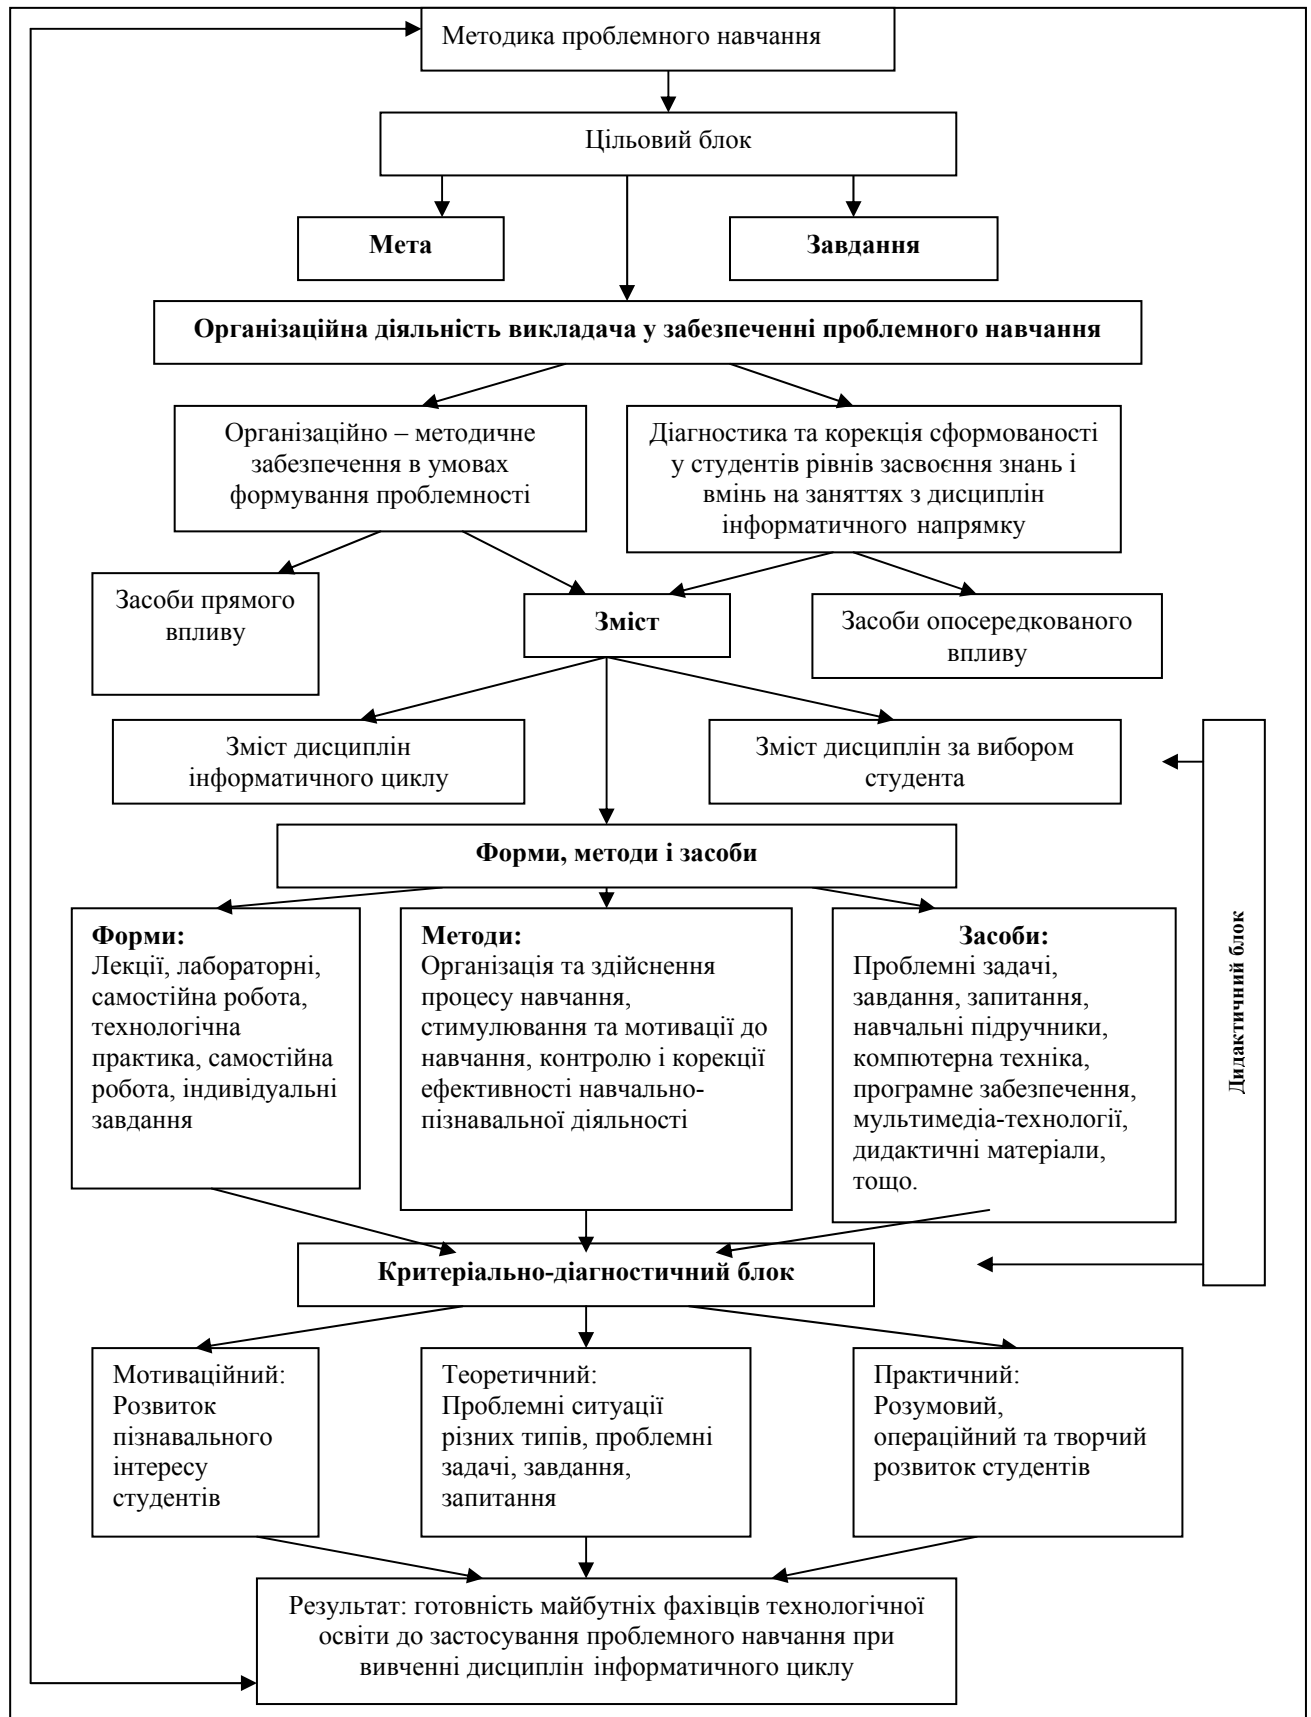 Методика проблемного навчання
Цільовий блок
Мета
Завдання
Організаційна діяльність викладача у забезпеченні проблемного навчання
Організаційно – методичне
забезпечення в умовах
формування проблемності
Діагностика та корекція сформованості
у студентів рівнів засвоєння знань і
вмінь на заняттях з дисциплін
інформатичного напрямку
Засоби прямого
впливу
Зміст
Засоби опосередкованого
впливу
Зміст дисциплін
інформатичного циклу
Зміст дисциплін за вибором
студента
Форми, методи і засоби
Форми:
Лекції, лабораторні,
самостійна робота,
технологічна
практика, самостійна
робота, індивідуальні
завдання
Методи:
Організація та здійснення
процесу навчання,
стимулювання та мотивації до
навчання, контролю і корекції
ефективності навчально-
пізнавальної діяльності
Засоби:
Проблемні задачі,
завдання, запитання,
навчальні підручники,
компютерна техніка,
програмне забезпечення,
мультимедіа-технології,
дидактичні матеріали,
тощо.
Дидактичний блок
Критеріально-діагностичний блок
Мотиваційний:
Розвиток
пізнавального
інтересу
студентів
Теоретичний:
Проблемні ситуації
різних типів, проблемні
задачі, завдання,
запитання
Практичний:
Розумовий,
операційний та творчий
розвиток студентів
Результат: готовність майбутніх фахівців технологічної
освіти до застосування проблемного навчання при
вивченні дисциплін інформатичного циклу